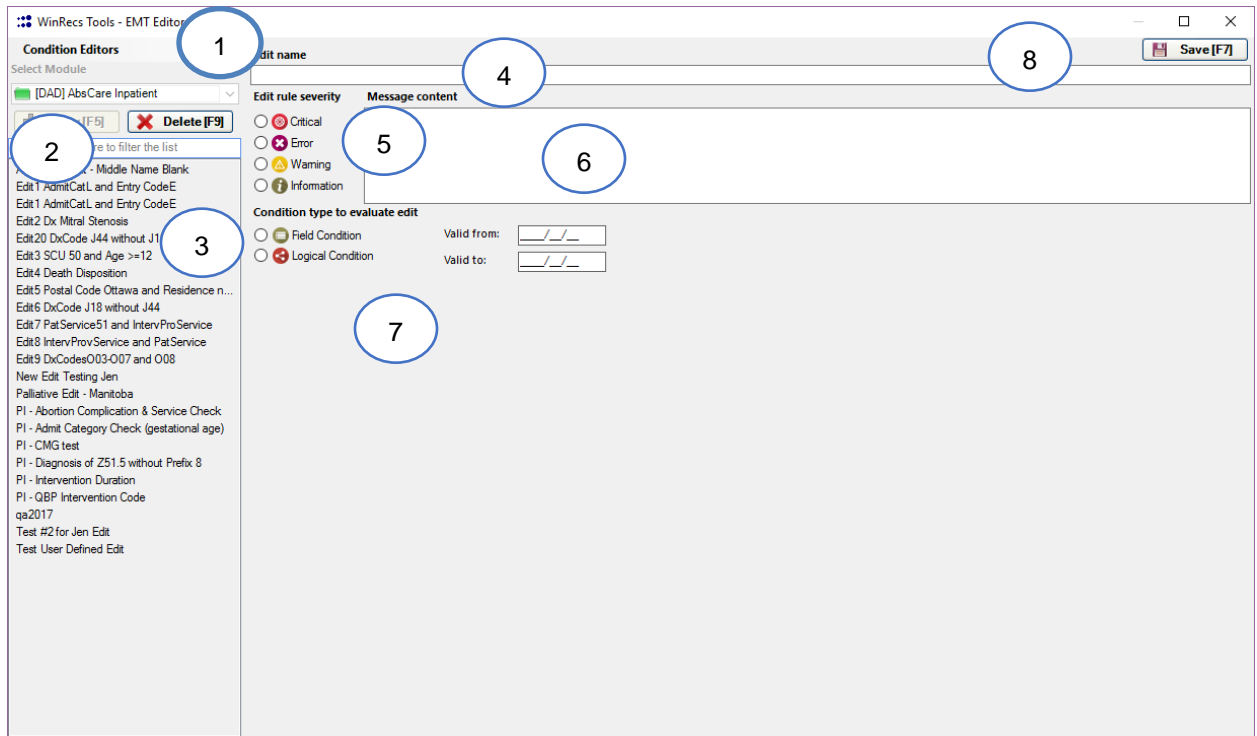 WinRecs Tools - EMT Editor
1
8
Condition Editors
Edit name
Save [F7]
Select Module
4
[DAD] AbsCare Inpatient
Edit rule severity
Message content
[F5]
Delete [F9]
Critical
5
2
re to filter the list
Error
6
- Middle Name Blank
Warning
Edit1 AdmitCatL and Entry CodeE
Information
Edit1 AdmitCatL and Entry CodeE
Edit2 Dx Mitral Stenosis
Condition type to evaluate edit
Edit20 DxCode J44 without J1
3
Field Condition
Valid from:
__/_/_
Edit3 SCU 50 and Age >=12
Logical Condition
Valid to:
__/_/_
Edit4 Death Disposition
Edit5 Postal Code Ottawa and Residence n...
Edit6 DxCode J18 without J44
Edit7 PatService51 and IntervProService
7
Edit8 IntervProvService and PatService
Edit9 DxCodesO03-O07 and O08
New Edit Testing Jen
Palliative Edit - Manitoba
PI - Abortion Complication & Service Check
PI - Admit Category Check (gestational age)
PI - CMG test
PI - Diagnosis of Z51.5 without Prefix 8
PI - Intervention Duration
PI - QBP Intervention Code
qa2017
Test #2 for Jen Edit
Test User Defined Edit